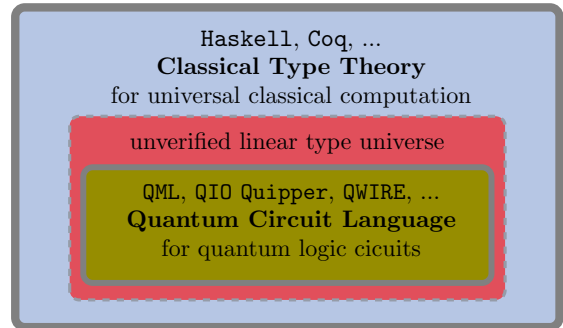 Haskell, Coq, ...
Classical Type Theory
for universal classical computation
unverified linear type universe
QML, QIO Quipper, QWIRE, ...
Quantum Circuit Language
for quantum logic cicuits